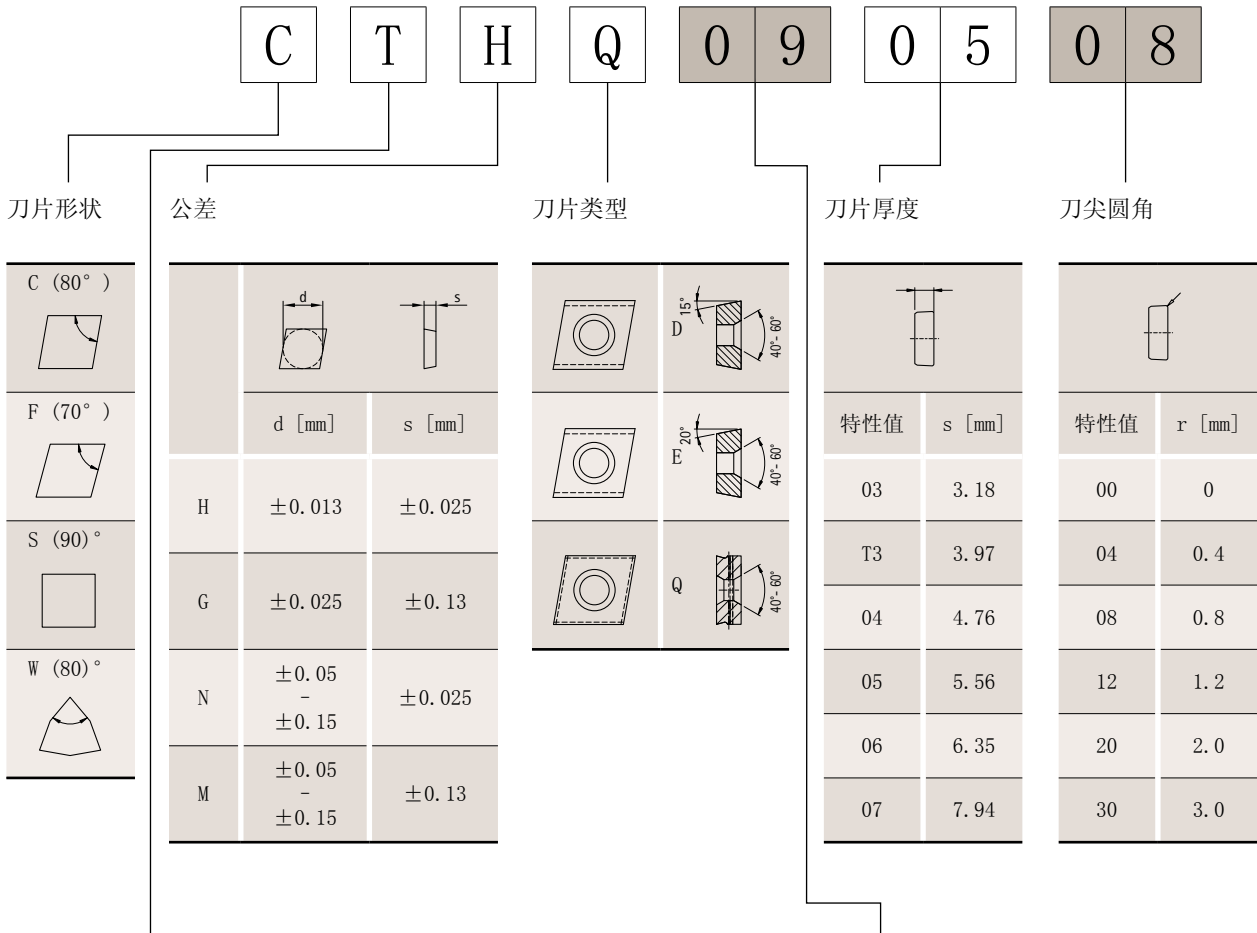 C T H Q 0 9 0 5 0 8
刀片形状 公差 刀片类型 刀片厚度 刀尖圆角
C (80° )
F (70° )
S (90)°
W (80)°
d s
d [mm] s [mm]
H ±0.013 ±0.025
G ±0.025 ±0.13
N ±0.05 - ±0.15 ±0.025
M ±0.05 - ±0.15 ±0.13
D 15° 40°- 60°
E 20° 40°- 60°
Q 40°- 60°
特性值 s [mm]
03 3.18
T3 3.97
04 4.76
05 5.56
06 6.35
07 7.94
特性值 r [mm]
00 0
04 0.4
08 0.8
12 1.2
20 2.0
30 3.0